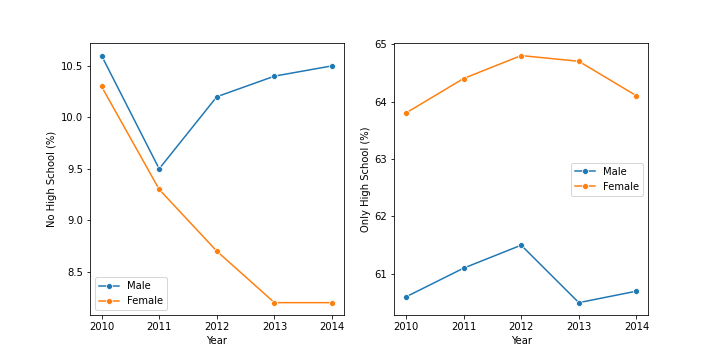 No High School (%)
10.5
10.0
9.5
9.0
8.5
Male
Female
2010 2011 2012 2013 2014
Year
Only High School (%)
65
64
63
62
61
Male
Female
2010 2011 2012 2013 2014
Year